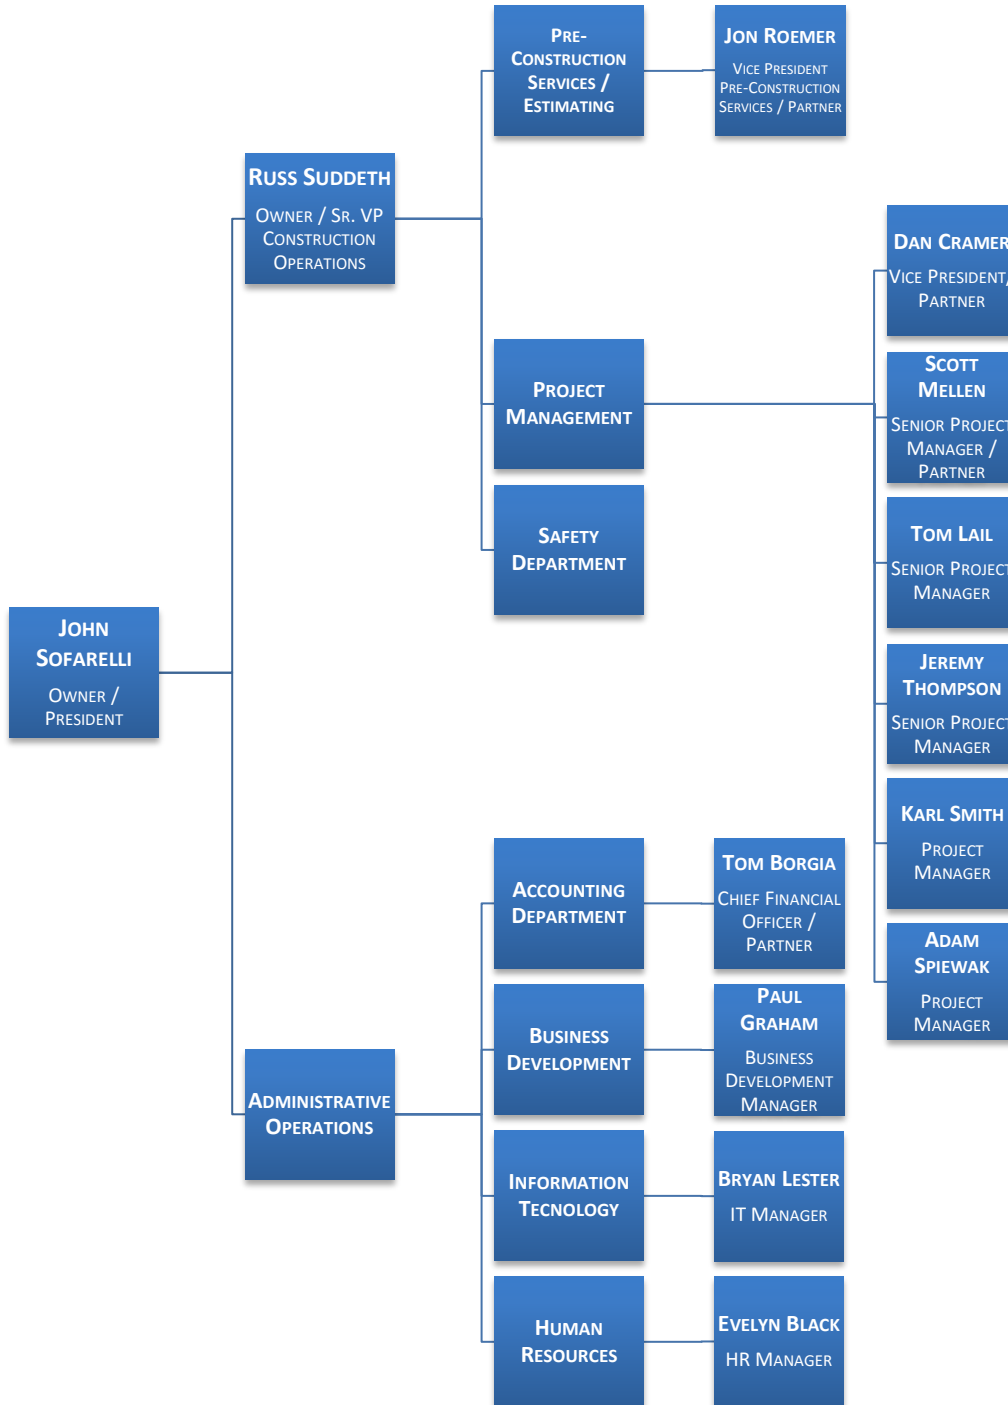 Pre-
Construction
Services /
Estimating
Jon Roemer
Vice President
Pre-Construction
Services / Partner
Russ Suddeth
Owner / Sr. VP
Construction
Operations
Dan Cramer
Vice President/
Partner
Project
Management
Scott
Mellen
Senior Project
Manager /
Partner
Safety
Department
Tom Lail
Senior Project
Manager
John
Sofarelli
Owner /
President
Jeremy
Thompson
Senior Project
Manager
Karl Smith
Project
Manager
Accounting
Department
Tom Borgia
Chief Financial
Officer /
Partner
Adam
Spiewak
Project
Manager
Business
Development
Paul
Graham
Business
Development
Manager
Administrative
Operations
Information
Tecnology
Bryan Lester
IT Manager
Human
Resources
Evelyn Black
HR Manager